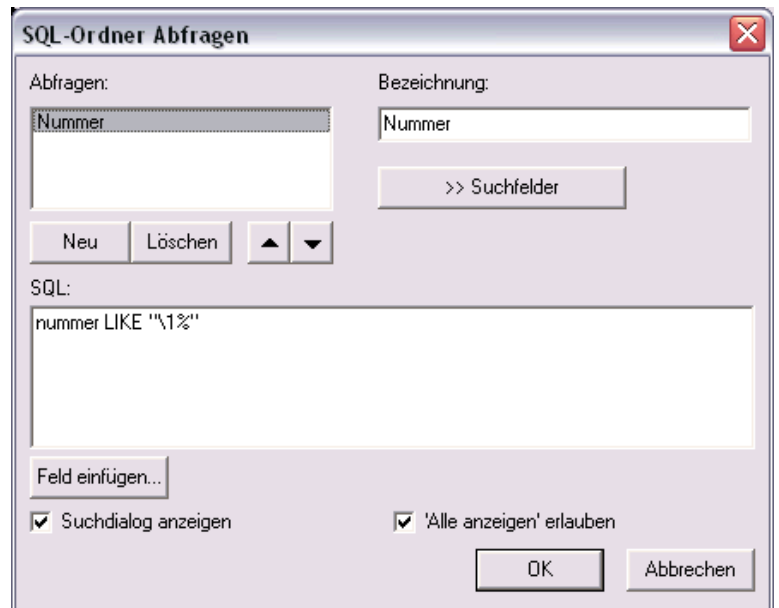 SQL-Ordner Abfragen
Abfragen:
Nummer
Bezeichnung:
Nummer
>> Suchfelder
Neu
Löschen
SQL:
nummer LIKE "\1%"
Feld einfügen...
Suchdialog anzeigen
'Alle anzeigen' erlauben
OK
Abbrechen